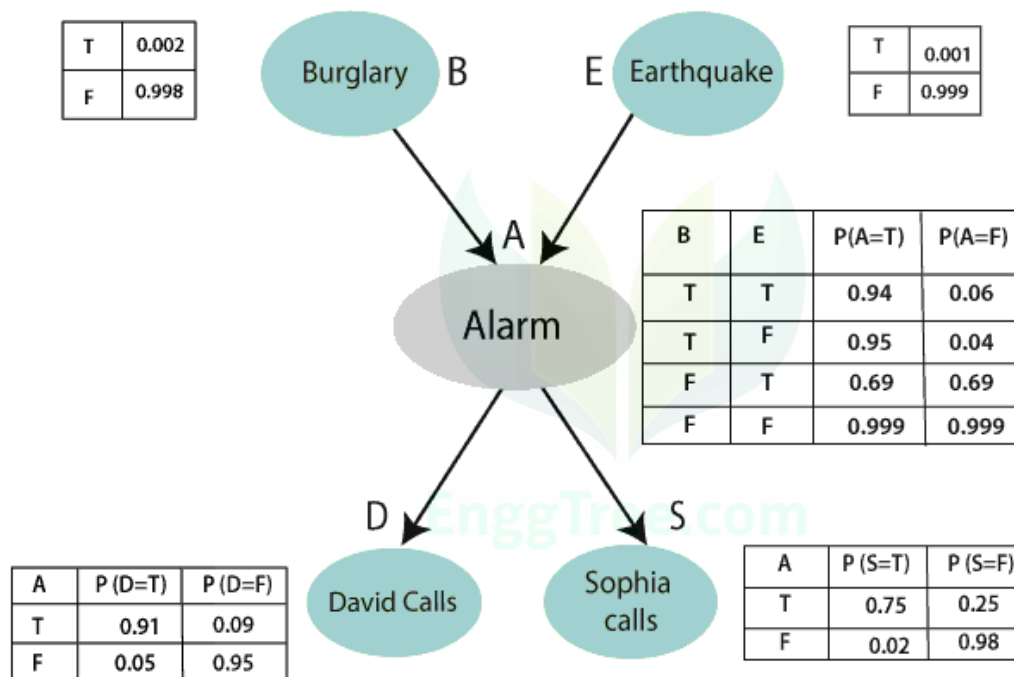 T 0.002
F 0.998
Burglary B
E Earthquake
T 0.001
F 0.999
A
Alarm
B E P(A=T) P(A=F)
T T 0.94 0.06
T F 0.95 0.04
F T 0.69 0.69
F F 0.999 0.999
EnggTree.com
D S
A P (D=T) P (D=F)
T 0.91 0.09
F 0.05 0.95
David Calls
Sophia
calls
A P (S=T) P (S=F)
T 0.75 0.25
F 0.02 0.98